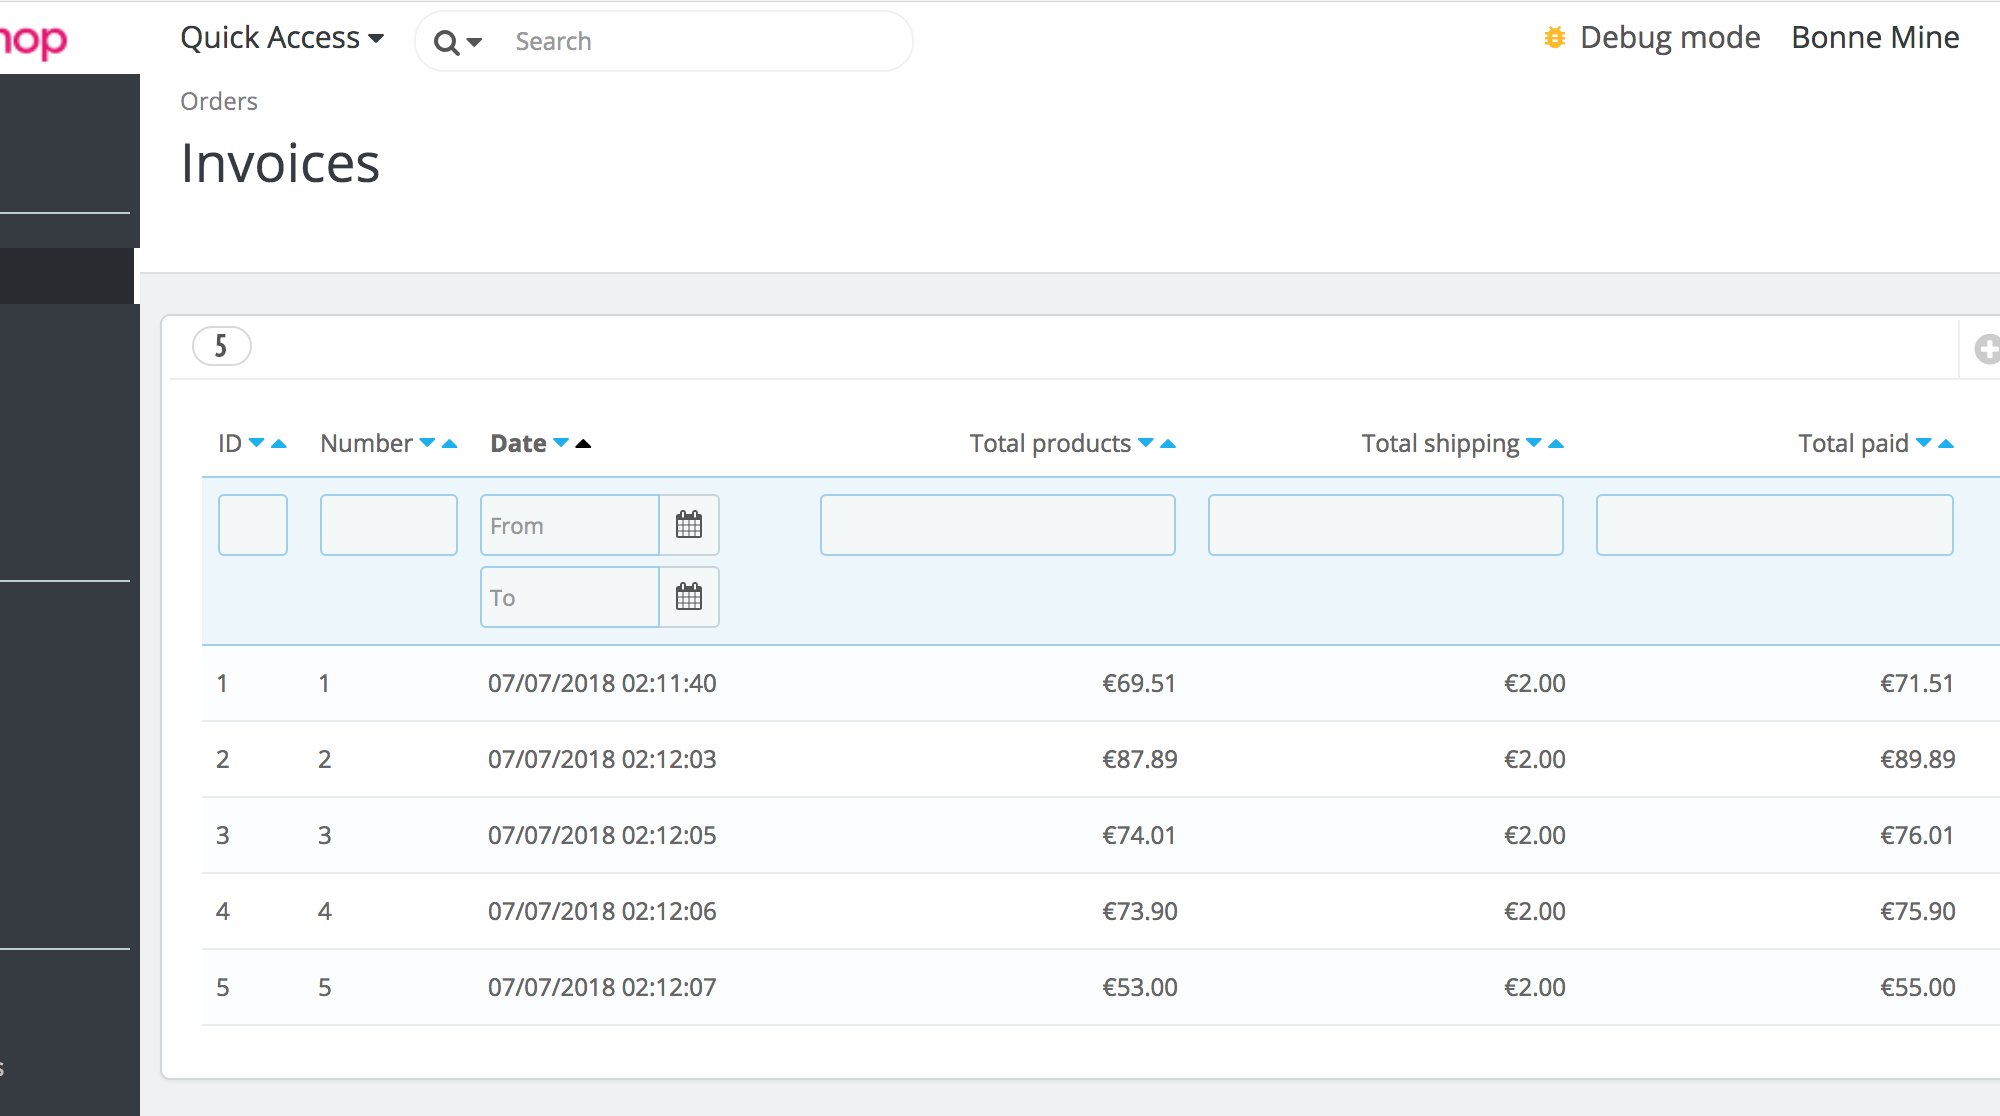 hop
Quick Access
Search
Debug mode
Bonne Mine
Orders
Invoices
5
ID Number Date Total products Total shipping Total paid
From
To
1 1 07/07/2018 02:11:40 €69.51 €2.00 €71.51
2 2 07/07/2018 02:12:03 €87.89 €2.00 €89.89
3 3 07/07/2018 02:12:05 €74.01 €2.00 €76.01
4 4 07/07/2018 02:12:06 €73.90 €2.00 €75.90
5 5 07/07/2018 02:12:07 €53.00 €2.00 €55.00
s